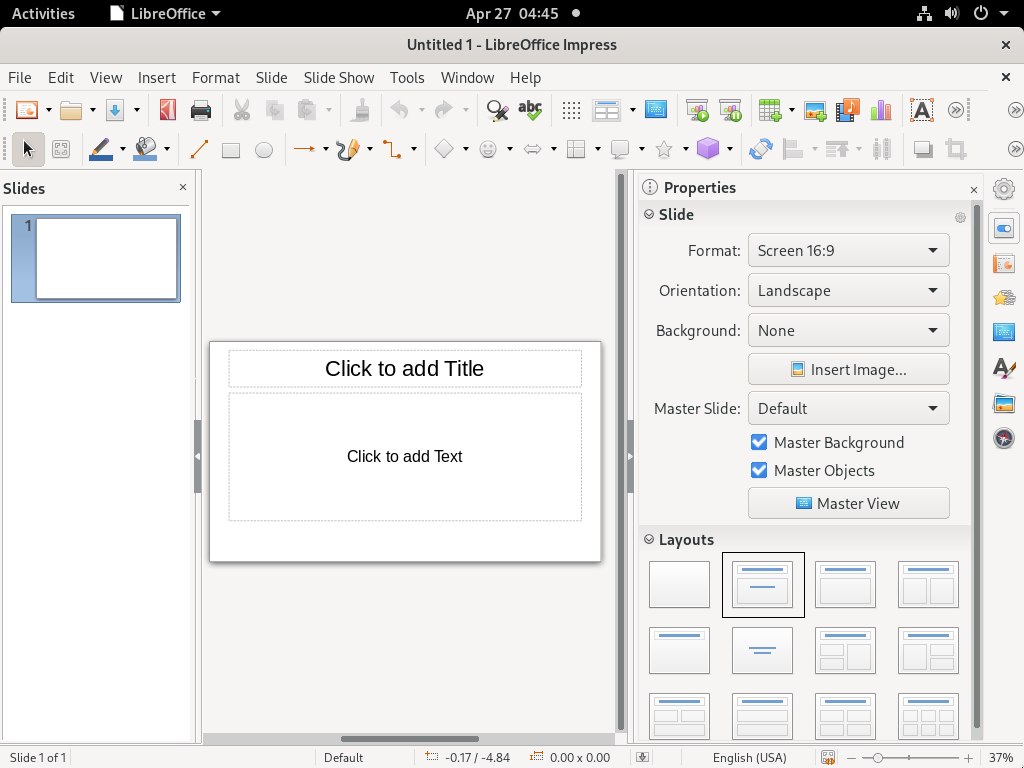 Activities LibreOffice Apr 27 04:45
Untitled 1 - LibreOffice Impress
File Edit View Insert Format Slide Slide Show Tools Window Help
abc
A
Slides
1
Click to add Title
Click to add Text
Properties
Slide
Format: Screen 16:9
Orientation: Landscape
Background: None
Insert Image...
Master Slide: Default
Master Background
Master Objects
Master View
Layouts
Slide 1 of 1 Default -0.17 / -4.84 0.00 x 0.00 English (USA) 37%